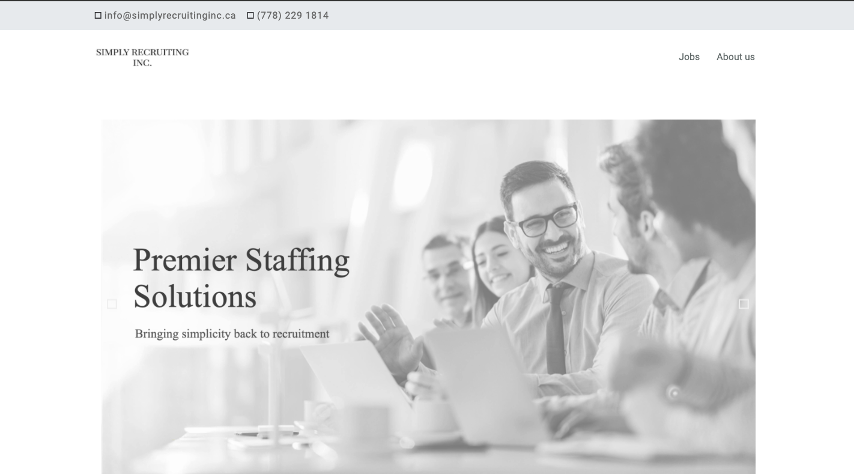 info@simplyrecruitinginc.ca (778) 229 1814
SIMPLY RECRUITING
INC.
Jobs About us
Premier Staffing
Solutions
Bringing simplicity back to recruitment